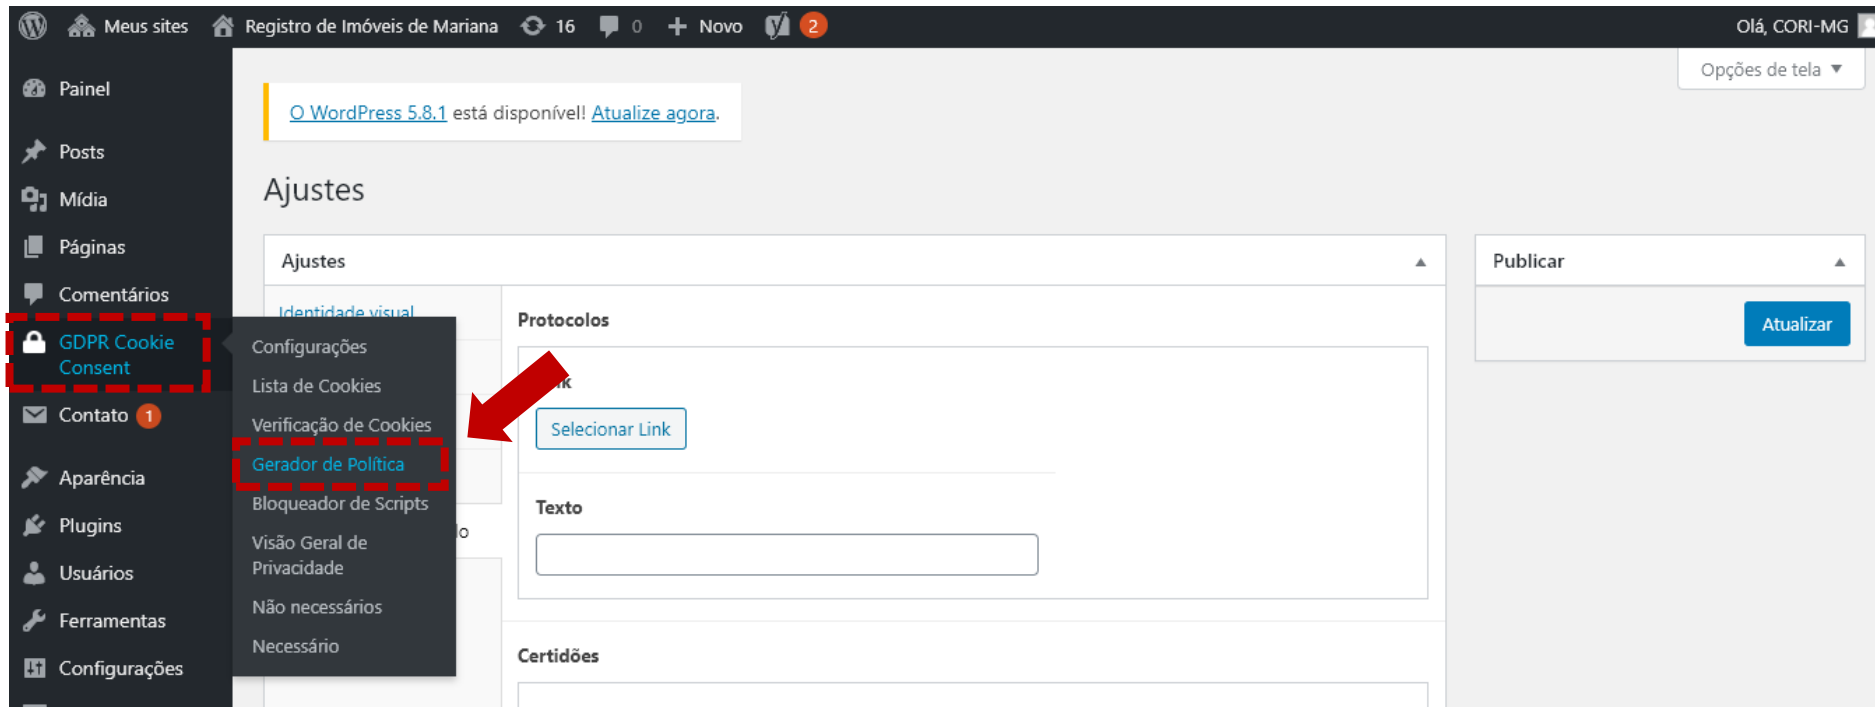 Meus sites
Registro de Imóveis de Mariana
16
0
Novo
2
Olá, CORI-MG
Opções de tela
Painel
Posts
Mídia
Páginas
Comentários
GDPR Cookie
Consent
Contato 1
Aparência
Plugins
Usuários
Ferramentas
Configurações
Configurações
Lista de Cookies
Verificação de Cookies
Gerador de Política
Bloqueador de Scripts
Visão Geral de
Privacidade
Não necessários
Necessário
O WordPress 5.8.1 está disponível! Atualize agora.
Ajustes
Ajustes
Identidade visual
Protocolos
Selecionar Link
Texto
Certidões
Publicar
Atualizar